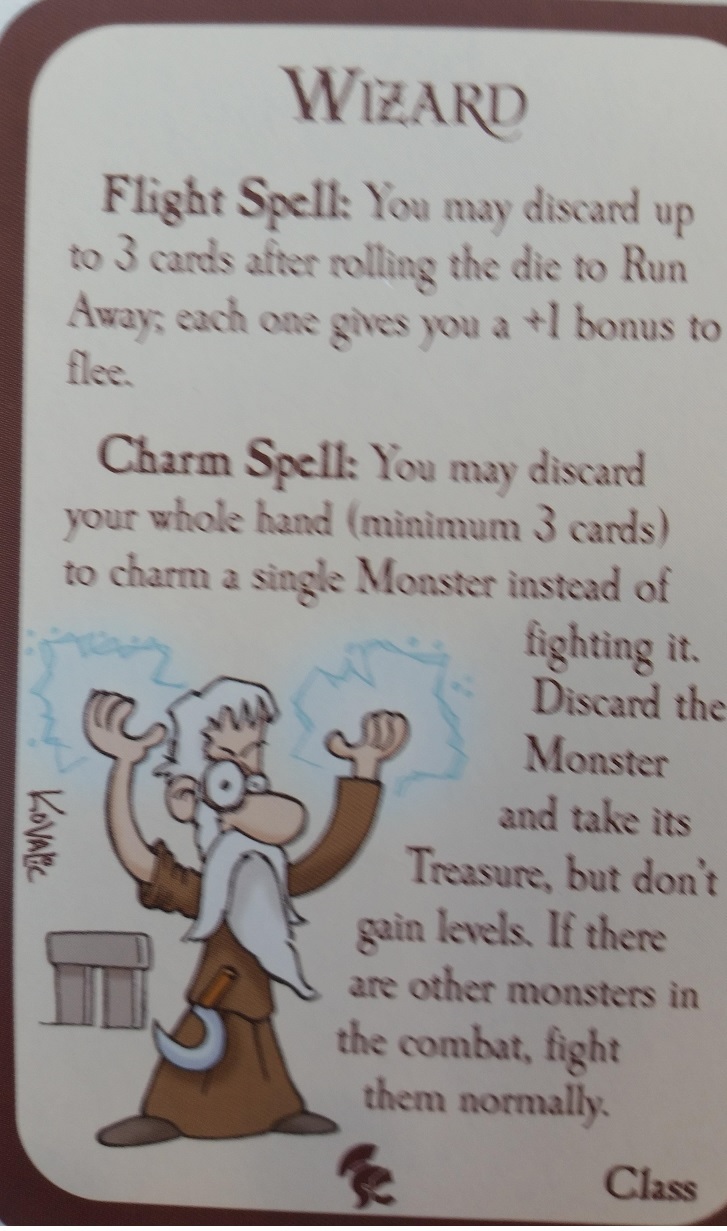 WIZARD
Flight Spell: You may discard up
to 3 cards after rolling the die to Run
Away; each one gives you a +1 bonus to
flee.
Charm Spell: You may discard
your whole hand (minimum 3 cards)
to charm a single Monster instead of
fighting it.
Discard the
Monster
and take its
Treasure, but don't
gain levels. If there
are other monsters in
the combat, fight
them normally.
KOVALIC
Class